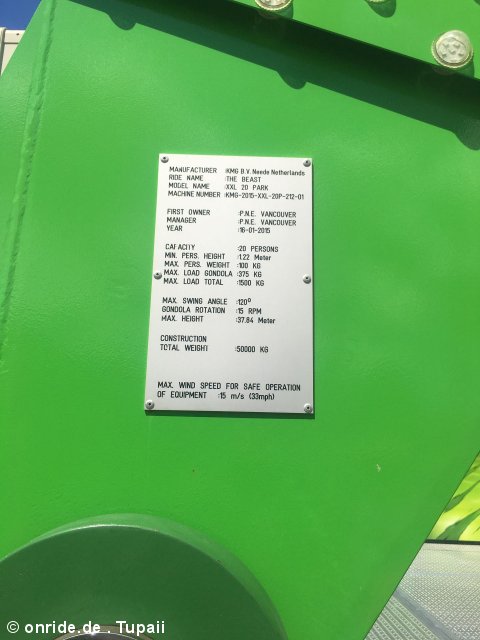 MANUFACTURER :KMG B.V. Neede Netherlands
RIDE NAME :THE BEAST
MODEL NAME :XXL 20 PARK
MACHINE NUMBER :KMG-2015-XXL-20P-212-01
FIRST OWNER :P.N.E. VANCOUVER
MANAGER :P.N.E. VANCOUVER
YEAR :16-01-2015
CAPACITY :20 PERSONS
MIN. PERS. HEIGHT :1.22 Meter
MAX. PERS. WEIGHT :100 KG
MAX. LOAD GONDOLA :375 KG
MAX. LOAD TOTAL :1500 KG
MAX. SWING ANGLE :120º
GONDOLA ROTATION :15 RPM
MAX. HEIGHT :37.84 Meter
CONSTRUCTION
TOTAL WEIGHT :50000 KG
MAX. WIND SPEED FOR SAFE OPERATION
OF EQUIPMENT :15 m/s (33mph)
© onride.de . Tupaii